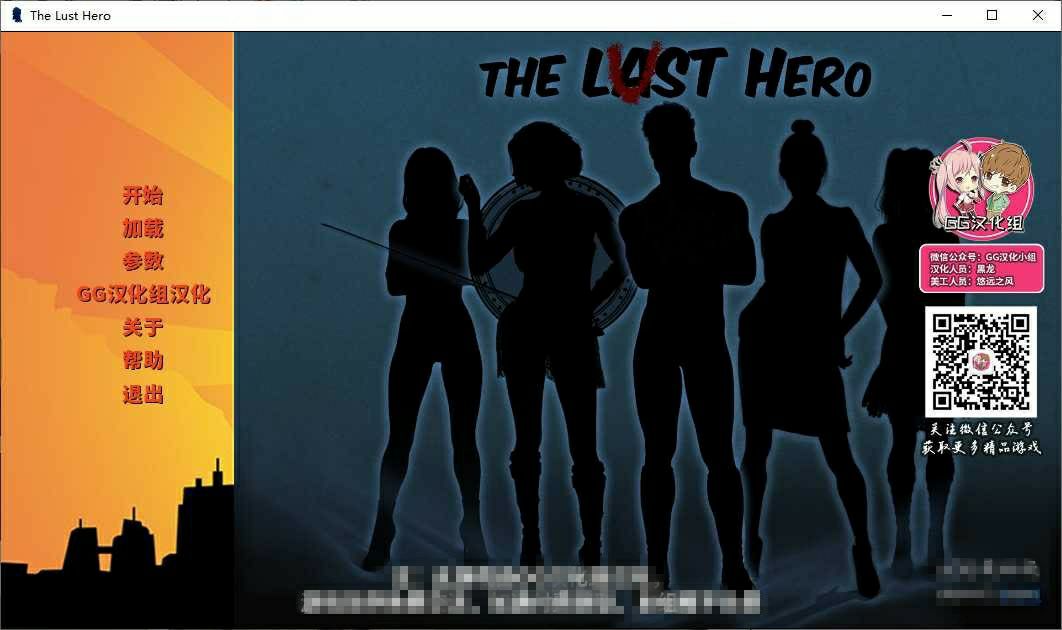 The Lust Hero
THE LUST HERO
开始
加载
参数
GG汉化组汉化
关于
帮助
退出
GG汉化组
微信公众号：GG汉化小组
汉化人员：黑龙
美工人员：悠远之风
关注微信公众号
获取更多精品游戏